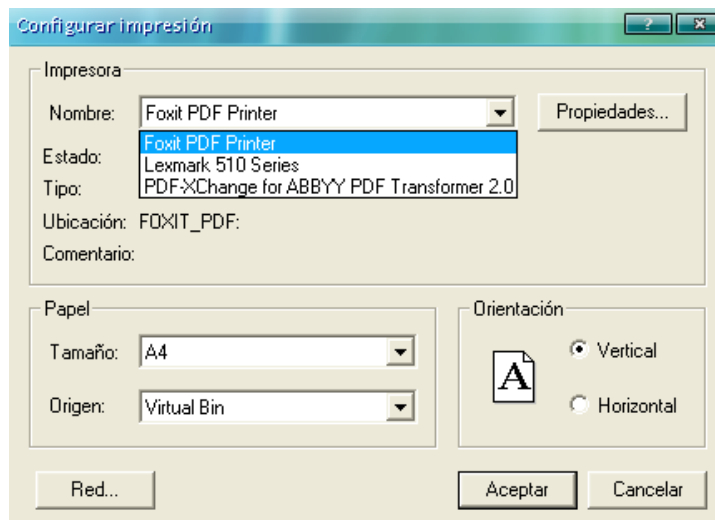 Configurar impresión
Impresora
Nombre: Foxit PDF Printer Propiedades...
Foxit PDF Printer
Estado: Lexmark 510 Series
Tipo: PDF-XChange for ABBYY PDF Transformer 2.0
Ubicación: FOXIT_PDF:
Comentario:
Papel
Tamaño: A4
Origen: Virtual Bin
Orientación
A
Vertical
Horizontal
Red... Aceptar Cancelar